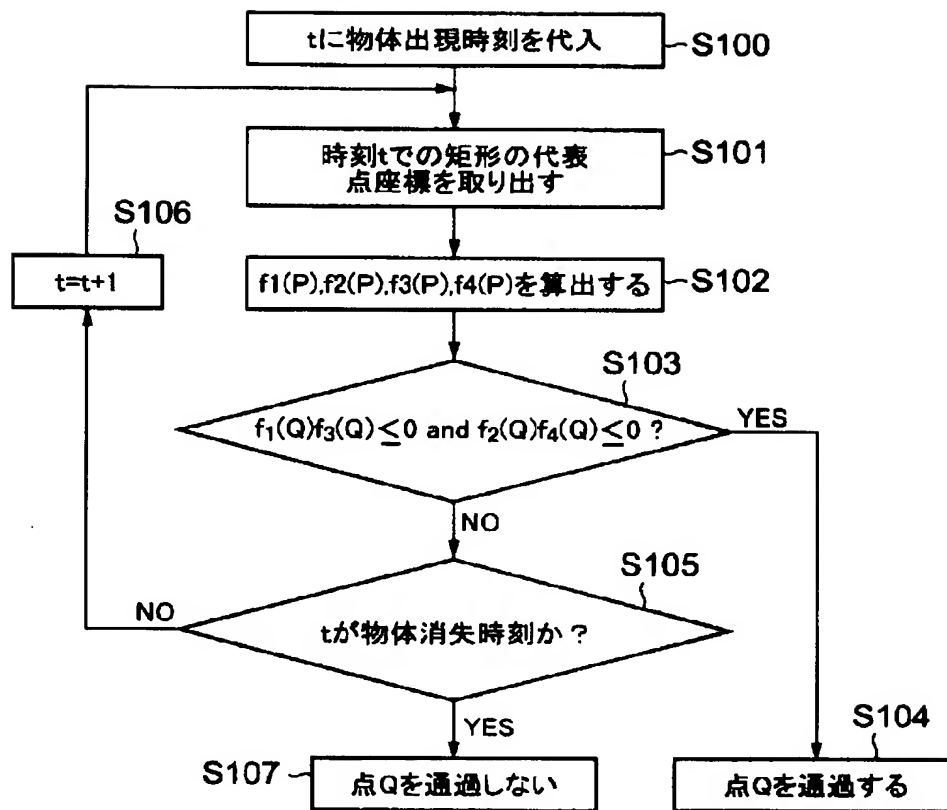 tに物体出現時刻を代入
S100
時刻tでの矩形の代表
点座標を取り出す
S101
S106
t=t+1
f1(P),f2(P),f3(P),f4(P)を算出する
S102
S103
f₁(Q)f₃(Q)≤0 and f₂(Q)f₄(Q)≤0 ?
YES
NO
S105
NO
tが物体消失時刻か？
YES
S104
S107
点Qを通過しない
点Qを通過する